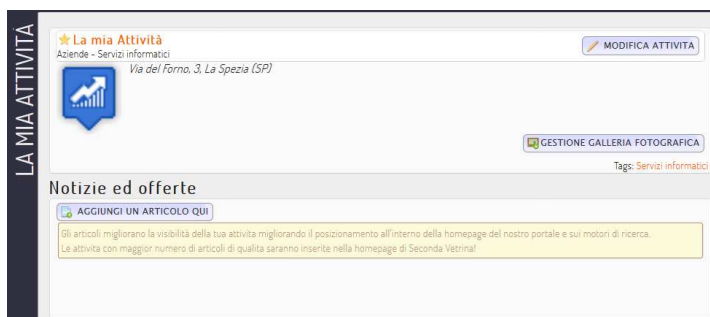 LA MIA ATTIVITÀ
La mia Attività
MODIFICA ATTIVITA
Aziende - Servizi informatici
Via del Forno, 3, La Spezia (SP)
GESTIONE GALLERIA FOTOGRAFICA
Tags: Servizi informatici
Notizie ed offerte
AGGIUNGI UN ARTICOLO QUI
Gli articoli migliorano la visibilità della tua attivita migliorando il posizionamento all'interno della homepage del nostro portale e sui motori di ricerca.
Le attivita con maggior numero di articoli di qualita saranno inserite nella homepage di Seconda Vetrina!